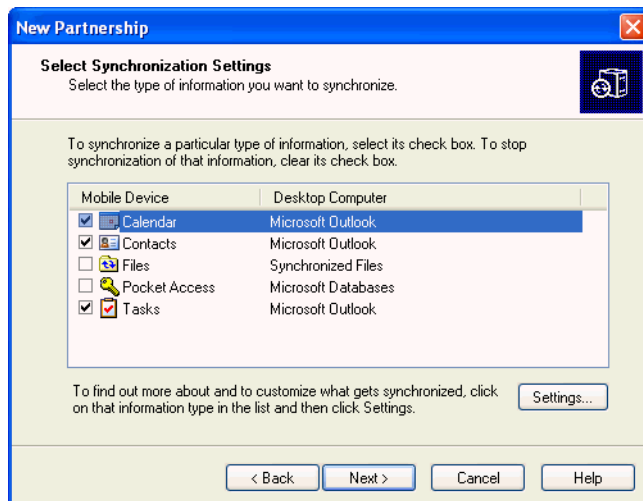 New Partnership
Select Synchronization Settings
Select the type of information you want to synchronize.
To synchronize a particular type of information, select its check box. To stop
synchronization of that information, clear its check box.
Mobile Device Desktop Computer
Calendar Microsoft Outlook
Contacts Microsoft Outlook
Files Synchronized Files
Pocket Access Microsoft Databases
Tasks Microsoft Outlook
To find out more about and to customize what gets synchronized, click
on that information type in the list and then click Settings.
Settings...
< Back Next > Cancel Help